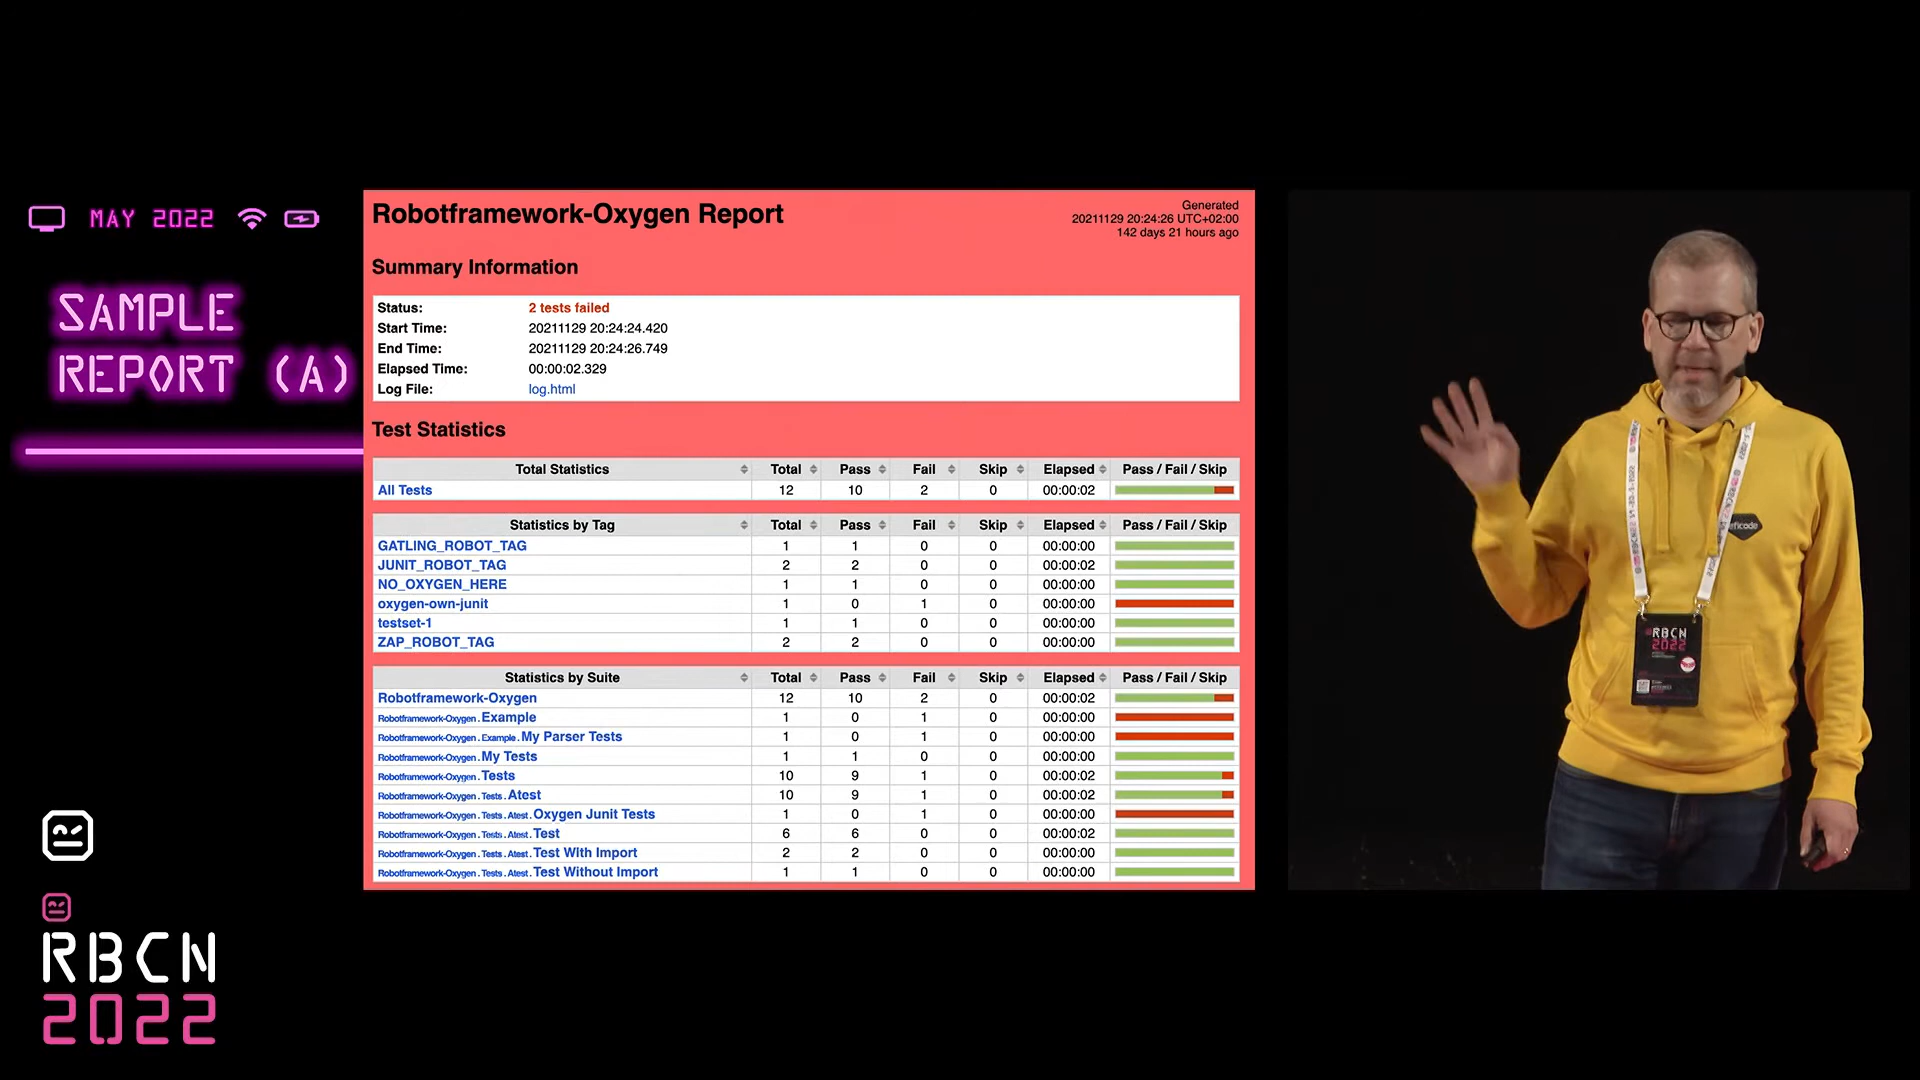 MAY 2022
SAMPLE
REPORT (A)
Robotframework-Oxygen Report
Generated
20211129 20:24:26 UTC+02:00
142 days 21 hours ago
Summary Information
Status: 2 tests failed
Start Time: 20211129 20:24:24.420
End Time: 20211129 20:24:26.749
Elapsed Time: 00:00:02.329
Log File: log.html
Test Statistics
Total Statistics Total Pass Fail Skip Elapsed Pass / Fail / Skip
All Tests 12 10 2 0 00:00:02
Statistics by Tag Total Pass Fail Skip Elapsed Pass / Fail / Skip
GATLING_ROBOT_TAG 1 1 0 0 00:00:00
JUNIT_ROBOT_TAG 2 2 0 0 00:00:02
NO_OXYGEN_HERE 1 1 0 0 00:00:00
oxygen-own-junit 1 0 1 0 00:00:00
testset-1 1 1 0 0 00:00:00
ZAP_ROBOT_TAG 2 2 0 0 00:00:00
Statistics by Suite Total Pass Fail Skip Elapsed Pass / Fail / Skip
Robotframework-Oxygen 12 10 2 0 00:00:02
Robotframework-Oxygen . Example 1 0 1 0 00:00:00
Robotframework-Oxygen . Example . My Parser Tests 1 0 1 0 00:00:00
Robotframework-Oxygen . My Tests 1 1 0 0 00:00:00
Robotframework-Oxygen . Tests 10 9 1 0 00:00:02
Robotframework-Oxygen . Tests . Atest 10 9 1 0 00:00:02
Robotframework-Oxygen . Tests . Atest . Oxygen Junit Tests 1 0 1 0 00:00:00
Robotframework-Oxygen . Tests . Atest . Test 6 6 0 0 00:00:02
Robotframework-Oxygen . Tests . Atest . Test WIth Import 2 2 0 0 00:00:00
Robotframework-Oxygen . Tests . Atest . Test Without Import 1 1 0 0 00:00:00
RBCN
2022
eficode
RBCN
2022